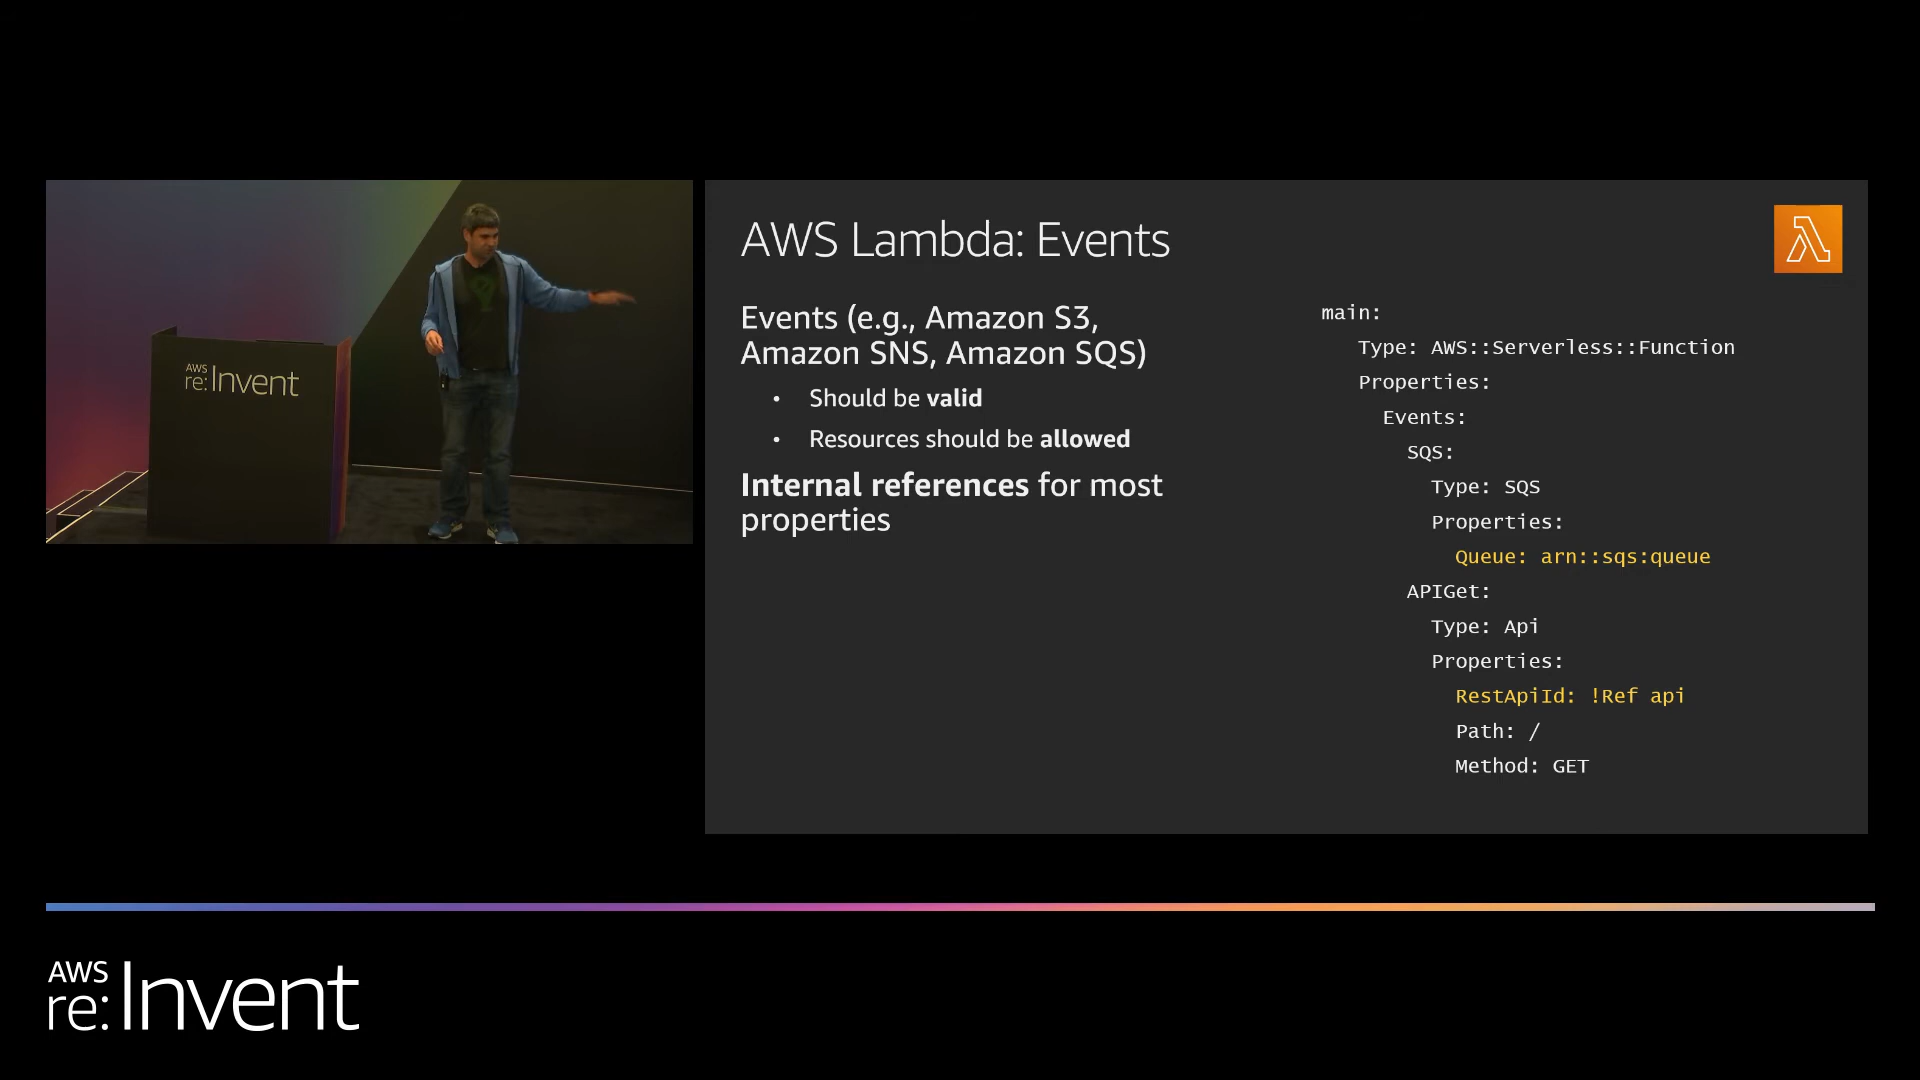 AWS
re:Invent
AWS Lambda: Events
Events (e.g., Amazon S3,
Amazon SNS, Amazon SQS)
• Should be valid
• Resources should be allowed
Internal references for most
properties
main:
Type: AWS::Serverless::Function
Properties:
Events:
SQS:
Type: SQS
Properties:
Queue: arn::sqs:queue
APIGet:
Type: Api
Properties:
RestApiId: !Ref api
Path: /
Method: GET
AWS
re:Invent